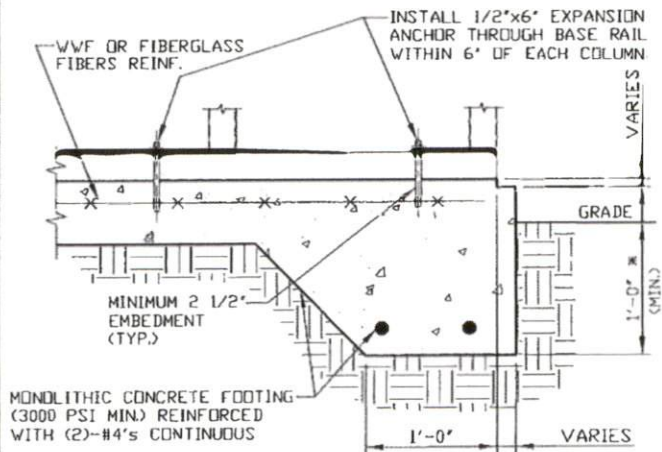 INSTALL 1/2"x6" EXPANSION
ANCHOR THROUGH BASE RAIL
WITHIN 6" OF EACH COLUMN
WWF OR FIBERGLASS
FIBERS REINF.
VARIES
GRADE
1'-0" *
(MIN.)
MINIMUM 2 1/2"
EMBEDMENT
(TYP.)
MONOLITHIC CONCRETE FOOTING
(3000 PSI MIN.) REINFORCED
WITH (2)-#4's CONTINUOUS
1'-0"
VARIES